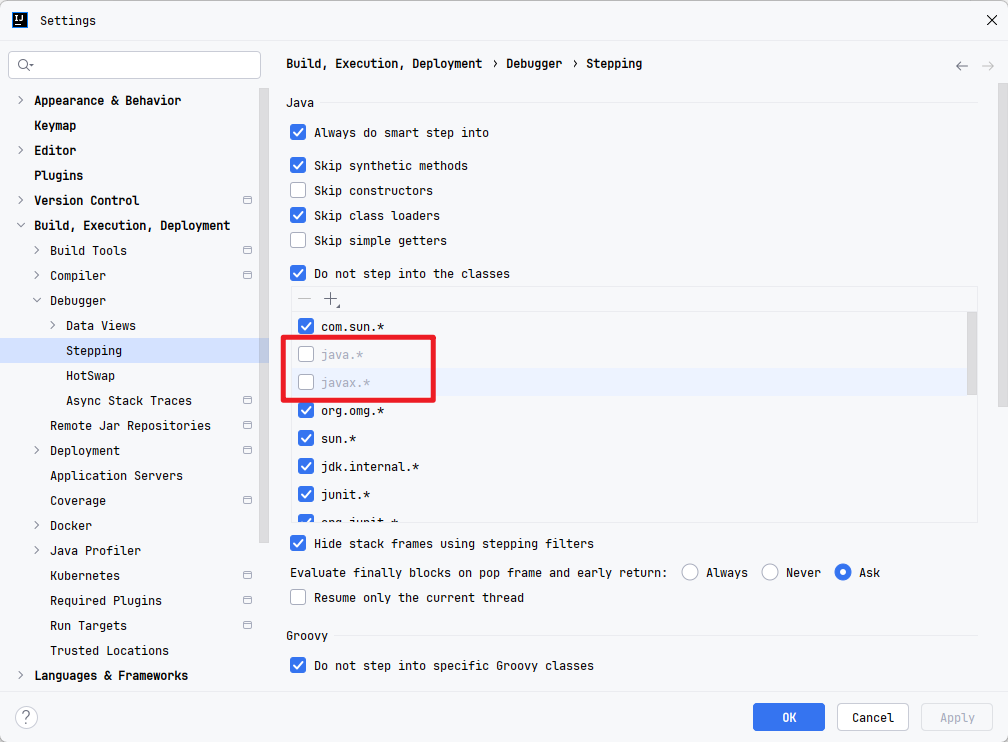 Settings
Build, Execution, Deployment › Debugger › Stepping
Appearance & Behavior
Keymap
Editor
Plugins
Version Control
Build, Execution, Deployment
Build Tools
Compiler
Debugger
Data Views
Stepping
HotSwap
Async Stack Traces
Remote Jar Repositories
Deployment
Application Servers
Coverage
Docker
Java Profiler
Kubernetes
Required Plugins
Run Targets
Trusted Locations
Languages & Frameworks
Java
Always do smart step into
Skip synthetic methods
Skip constructors
Skip class loaders
Skip simple getters
Do not step into the classes
com.sun.*
java.*
javax.*
org.omg.*
sun.*
jdk.internal.*
junit.*
org.junit.*
Hide stack frames using stepping filters
Evaluate finally blocks on pop frame and early return: Always Never Ask
Resume only the current thread
Groovy
Do not step into specific Groovy classes
? OK Cancel Apply